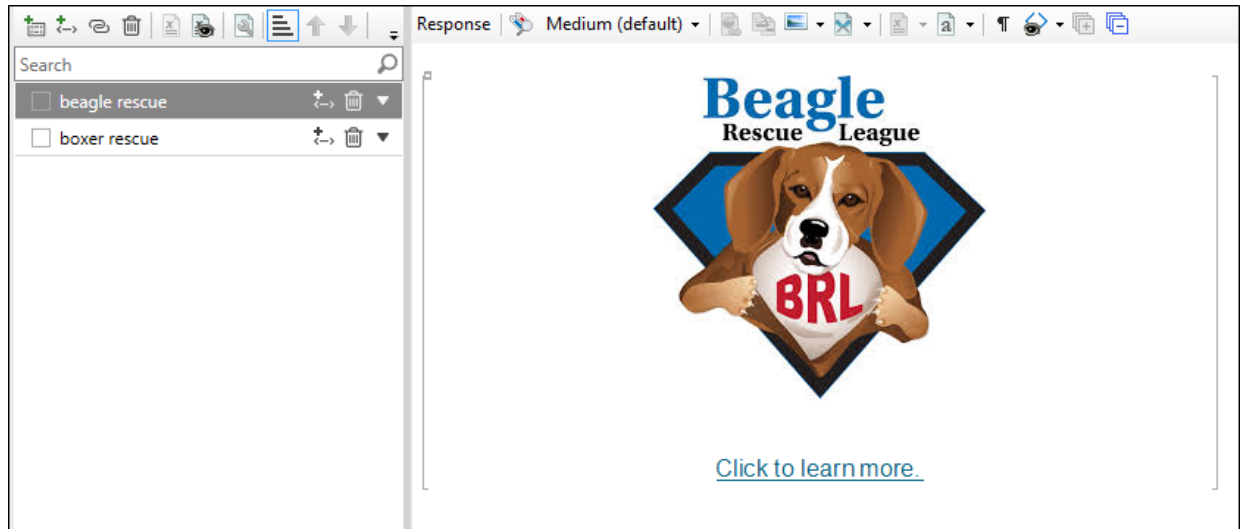 Response Medium (default)
Search
beagle rescue
boxer rescue
Beagle
Rescue League
BRL
Click to learn more.